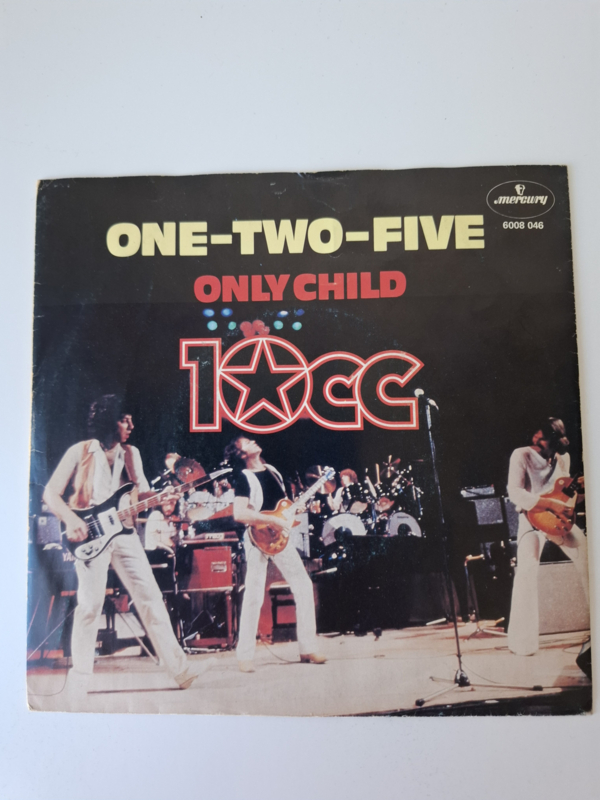 mercury
6008 046
ONE-TWO-FIVE
ONLY CHILD
10cc